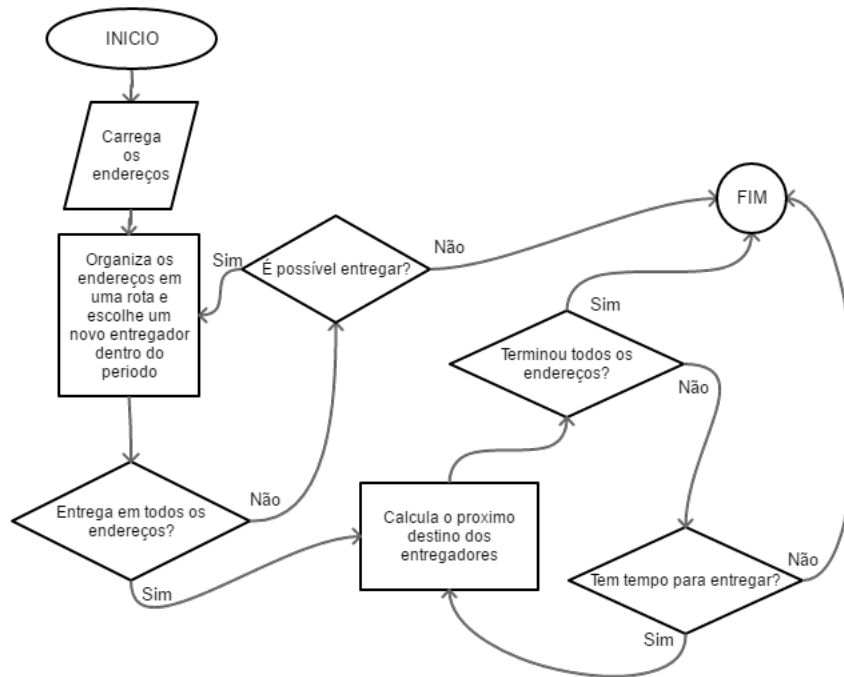 INICIO
Carrega
os
endereços
Organiza os
endereços em
uma rota e
escolhe um
novo entregador
dentro do
periodo
Sim
É possível entregar?
Não
FIM
Sim
Terminou todos os
endereços?
Não
Entrega em todos os
endereços?
Não
Sim
Calcula o proximo
destino dos
entregadores
Tem tempo para entregar?
Não
Sim